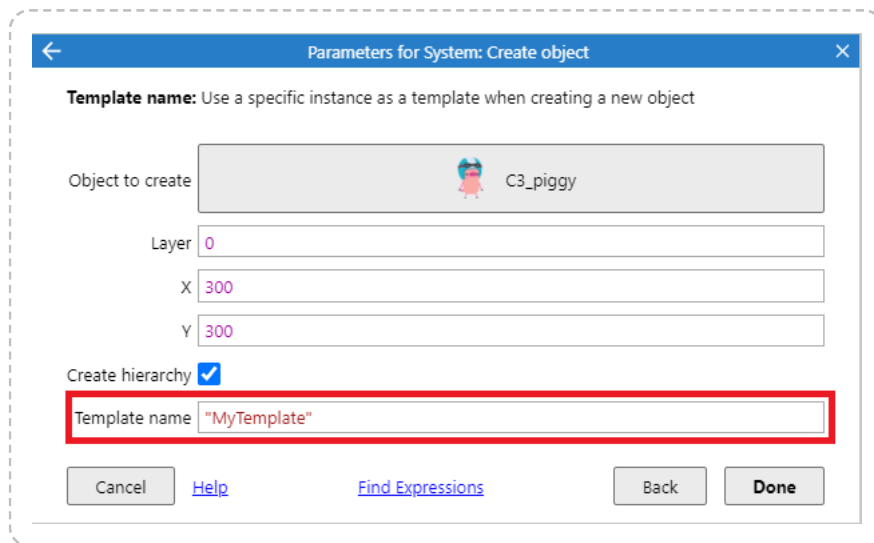 Parameters for System: Create object
Template name: Use a specific instance as a template when creating a new object
Object to create C3_piggy
Layer 0
X 300
Y 300
Create hierarchy
Template name "MyTemplate"
Cancel Help Find Expressions Back Done